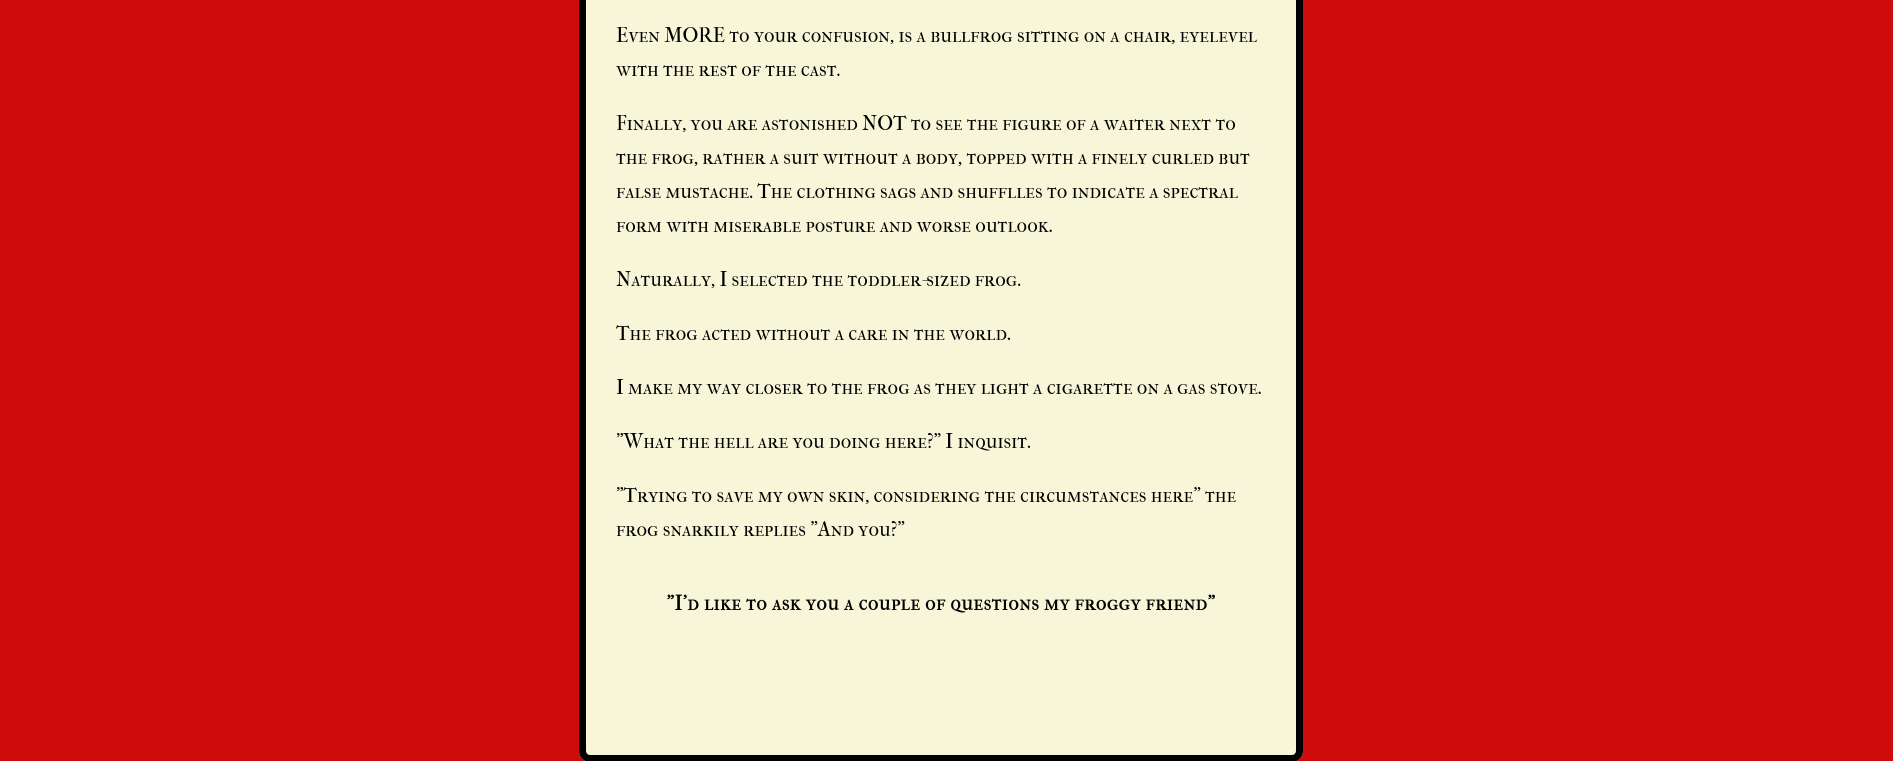 Even MORE to your confusion, is a bullfrog sitting on a chair, eyelevel
with the rest of the cast.
Finally, you are astonished NOT to see the figure of a waiter next to
the frog, rather a suit without a body, topped with a finely curled but
false mustache. The clothing sags and shufflles to indicate a spectral
form with miserable posture and worse outlook.
Naturally, I selected the toddler-sized frog.
The frog acted without a care in the world.
I make my way closer to the frog as they light a cigarette on a gas stove.
"What the hell are you doing here?" I inquisit.
"Trying to save my own skin, considering the circumstances here" the
frog snarkily replies "And you?"
"I'd like to ask you a couple of questions my froggy friend"